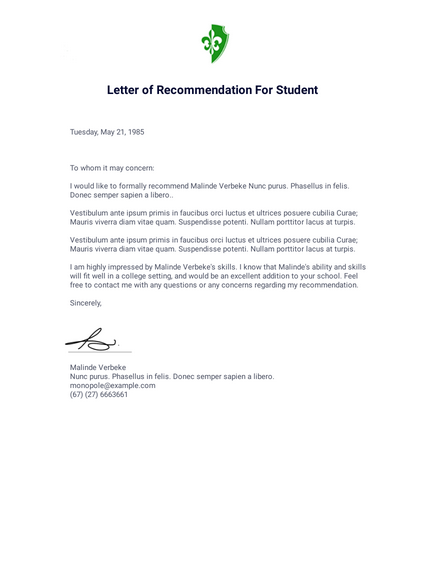 Letter of Recommendation For Student
Tuesday, May 21, 1985
To whom it may concern:
I would like to formally recommend Malinde Verbeke Nunc purus. Phasellus in felis.
Donec semper sapien a libero..
Vestibulum ante ipsum primis in faucibus orci luctus et ultrices posuere cubilia Curae;
Mauris viverra diam vitae quam. Suspendisse potenti. Nullam porttitor lacus at turpis.
Vestibulum ante ipsum primis in faucibus orci luctus et ultrices posuere cubilia Curae;
Mauris viverra diam vitae quam. Suspendisse potenti. Nullam porttitor lacus at turpis.
I am highly impressed by Malinde Verbeke's skills. I know that Malinde's ability and skills
will fit well in a college setting, and would be an excellent addition to your school. Feel
free to contact me with any questions or any concerns regarding my recommendation.
Sincerely,
Malinde Verbeke
Nunc purus. Phasellus in felis. Donec semper sapien a libero.
monopole@example.com
(67) (27) 6663661